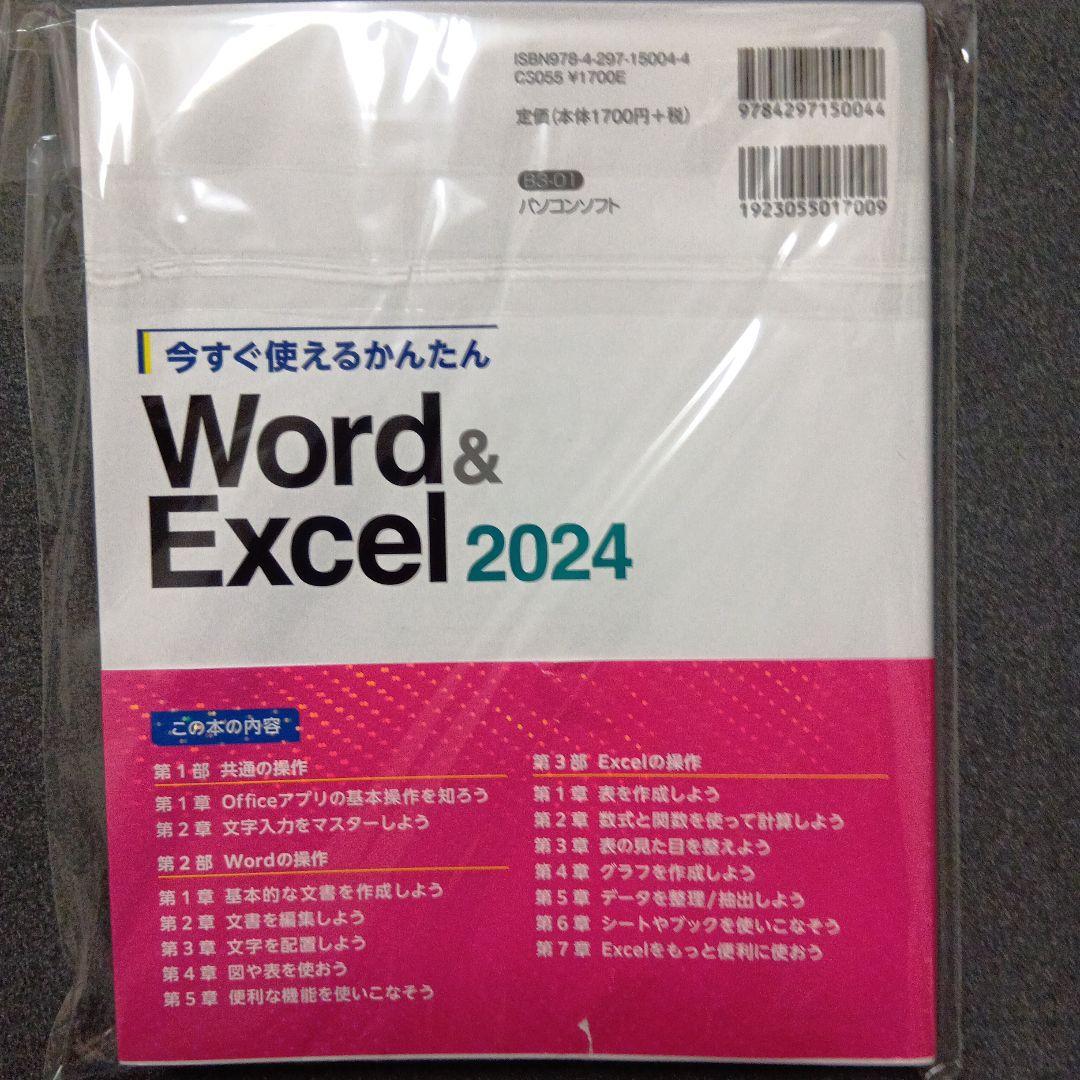 ISBN978-4-297-15004-4
CS055 ¥1700E
定価(本体1700円+税)
9784297150044
BS-01
パソコンソフト
1923055017009
今すぐ使えるかんたん
Word &
Excel 2024
この本の内容
第1部 共通の操作
第1章 Officeアプリの基本操作を知ろう
第2章 文字入力をマスターしよう
第2部 Wordの操作
第1章 基本的な文書を作成しよう
第2章 文書を編集しよう
第3章 文字を配置しよう
第4章 図や表を使おう
第5章 便利な機能を使いこなそう
第3部 Excelの操作
第1章 表を作成しよう
第2章 数式と関数を使って計算しよう
第3章 表の見た目を整えよう
第4章 グラフを作成しよう
第5章 データを整理/抽出しよう
第6章 シートやブックを使いこなそう
第7章 Excelをもっと便利に使おう